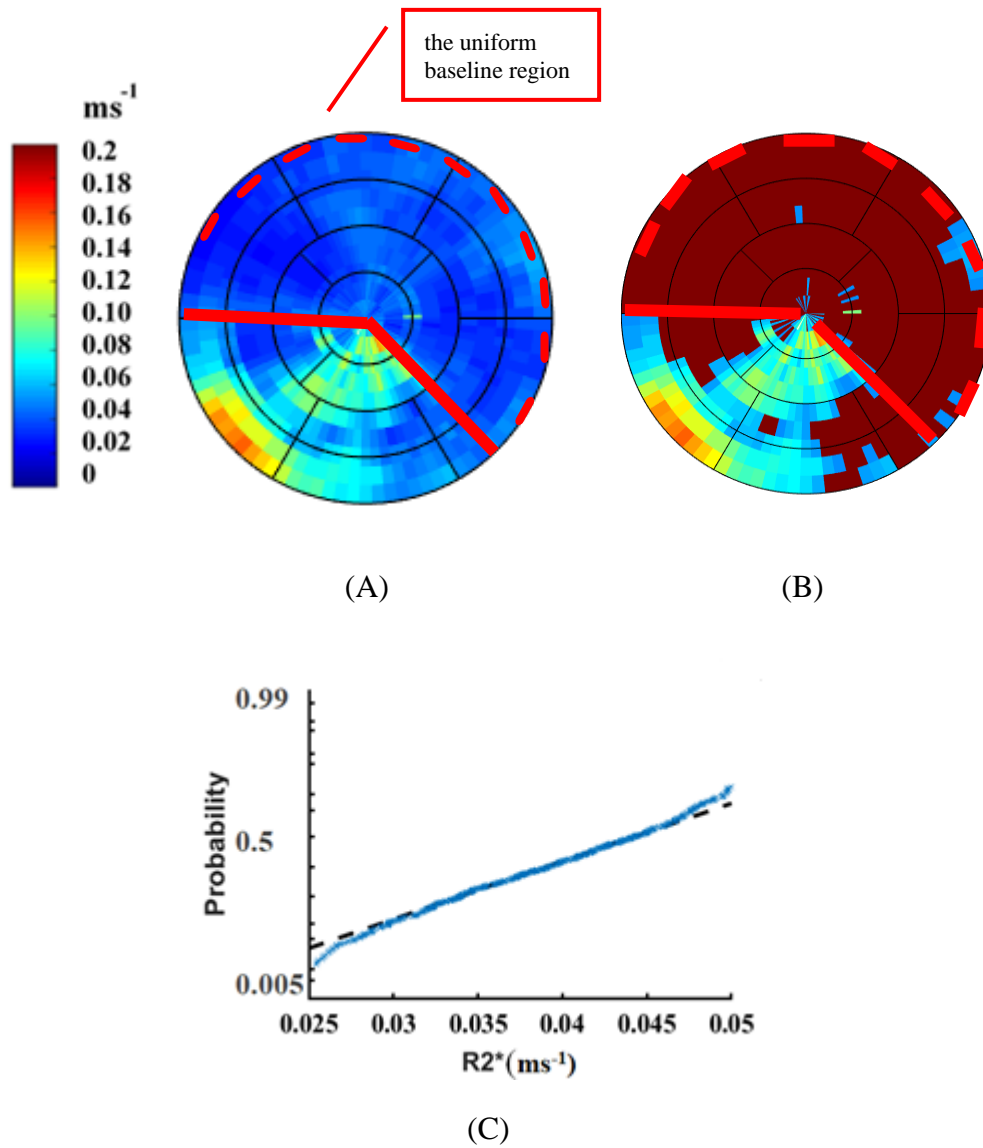 the uniform
baseline region
ms⁻¹
0.2
0.18
0.16
0.14
0.12
0.10
0.08
0.06
0.04
0.02
0
(A)
(B)
0.99
0.5
0.005
Probability
0.025 0.03 0.035 0.04 0.045 0.05
R2*(ms⁻¹)
(C)